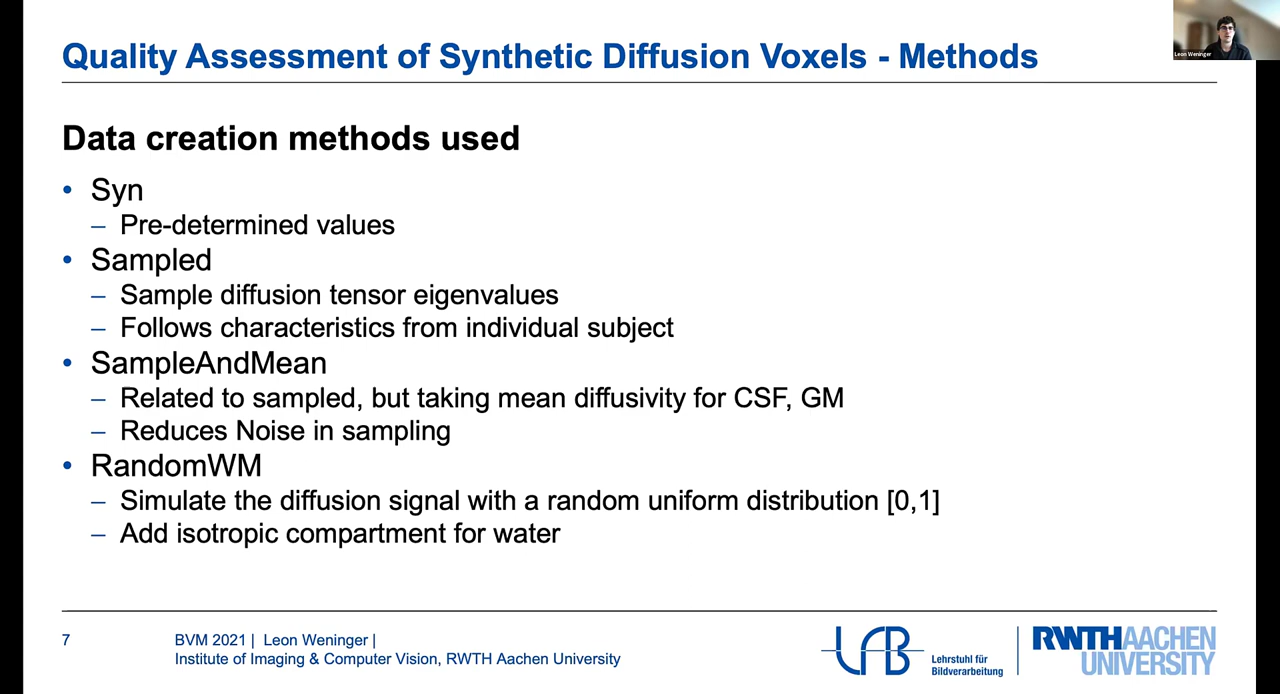 Quality Assessment of Synthetic Diffusion Voxels - Methods
Leon Weninger
Data creation methods used
• Syn
– Pre-determined values
• Sampled
– Sample diffusion tensor eigenvalues
– Follows characteristics from individual subject
• SampleAndMean
– Related to sampled, but taking mean diffusivity for CSF, GM
– Reduces Noise in sampling
• RandomWM
– Simulate the diffusion signal with a random uniform distribution [0,1]
– Add isotropic compartment for water
7
BVM 2021 | Leon Weninger |
Institute of Imaging & Computer Vision, RWTH Aachen University
LFB
Lehrstuhl für
Bildverarbeitung
RWTHAACHEN
UNIVERSITY